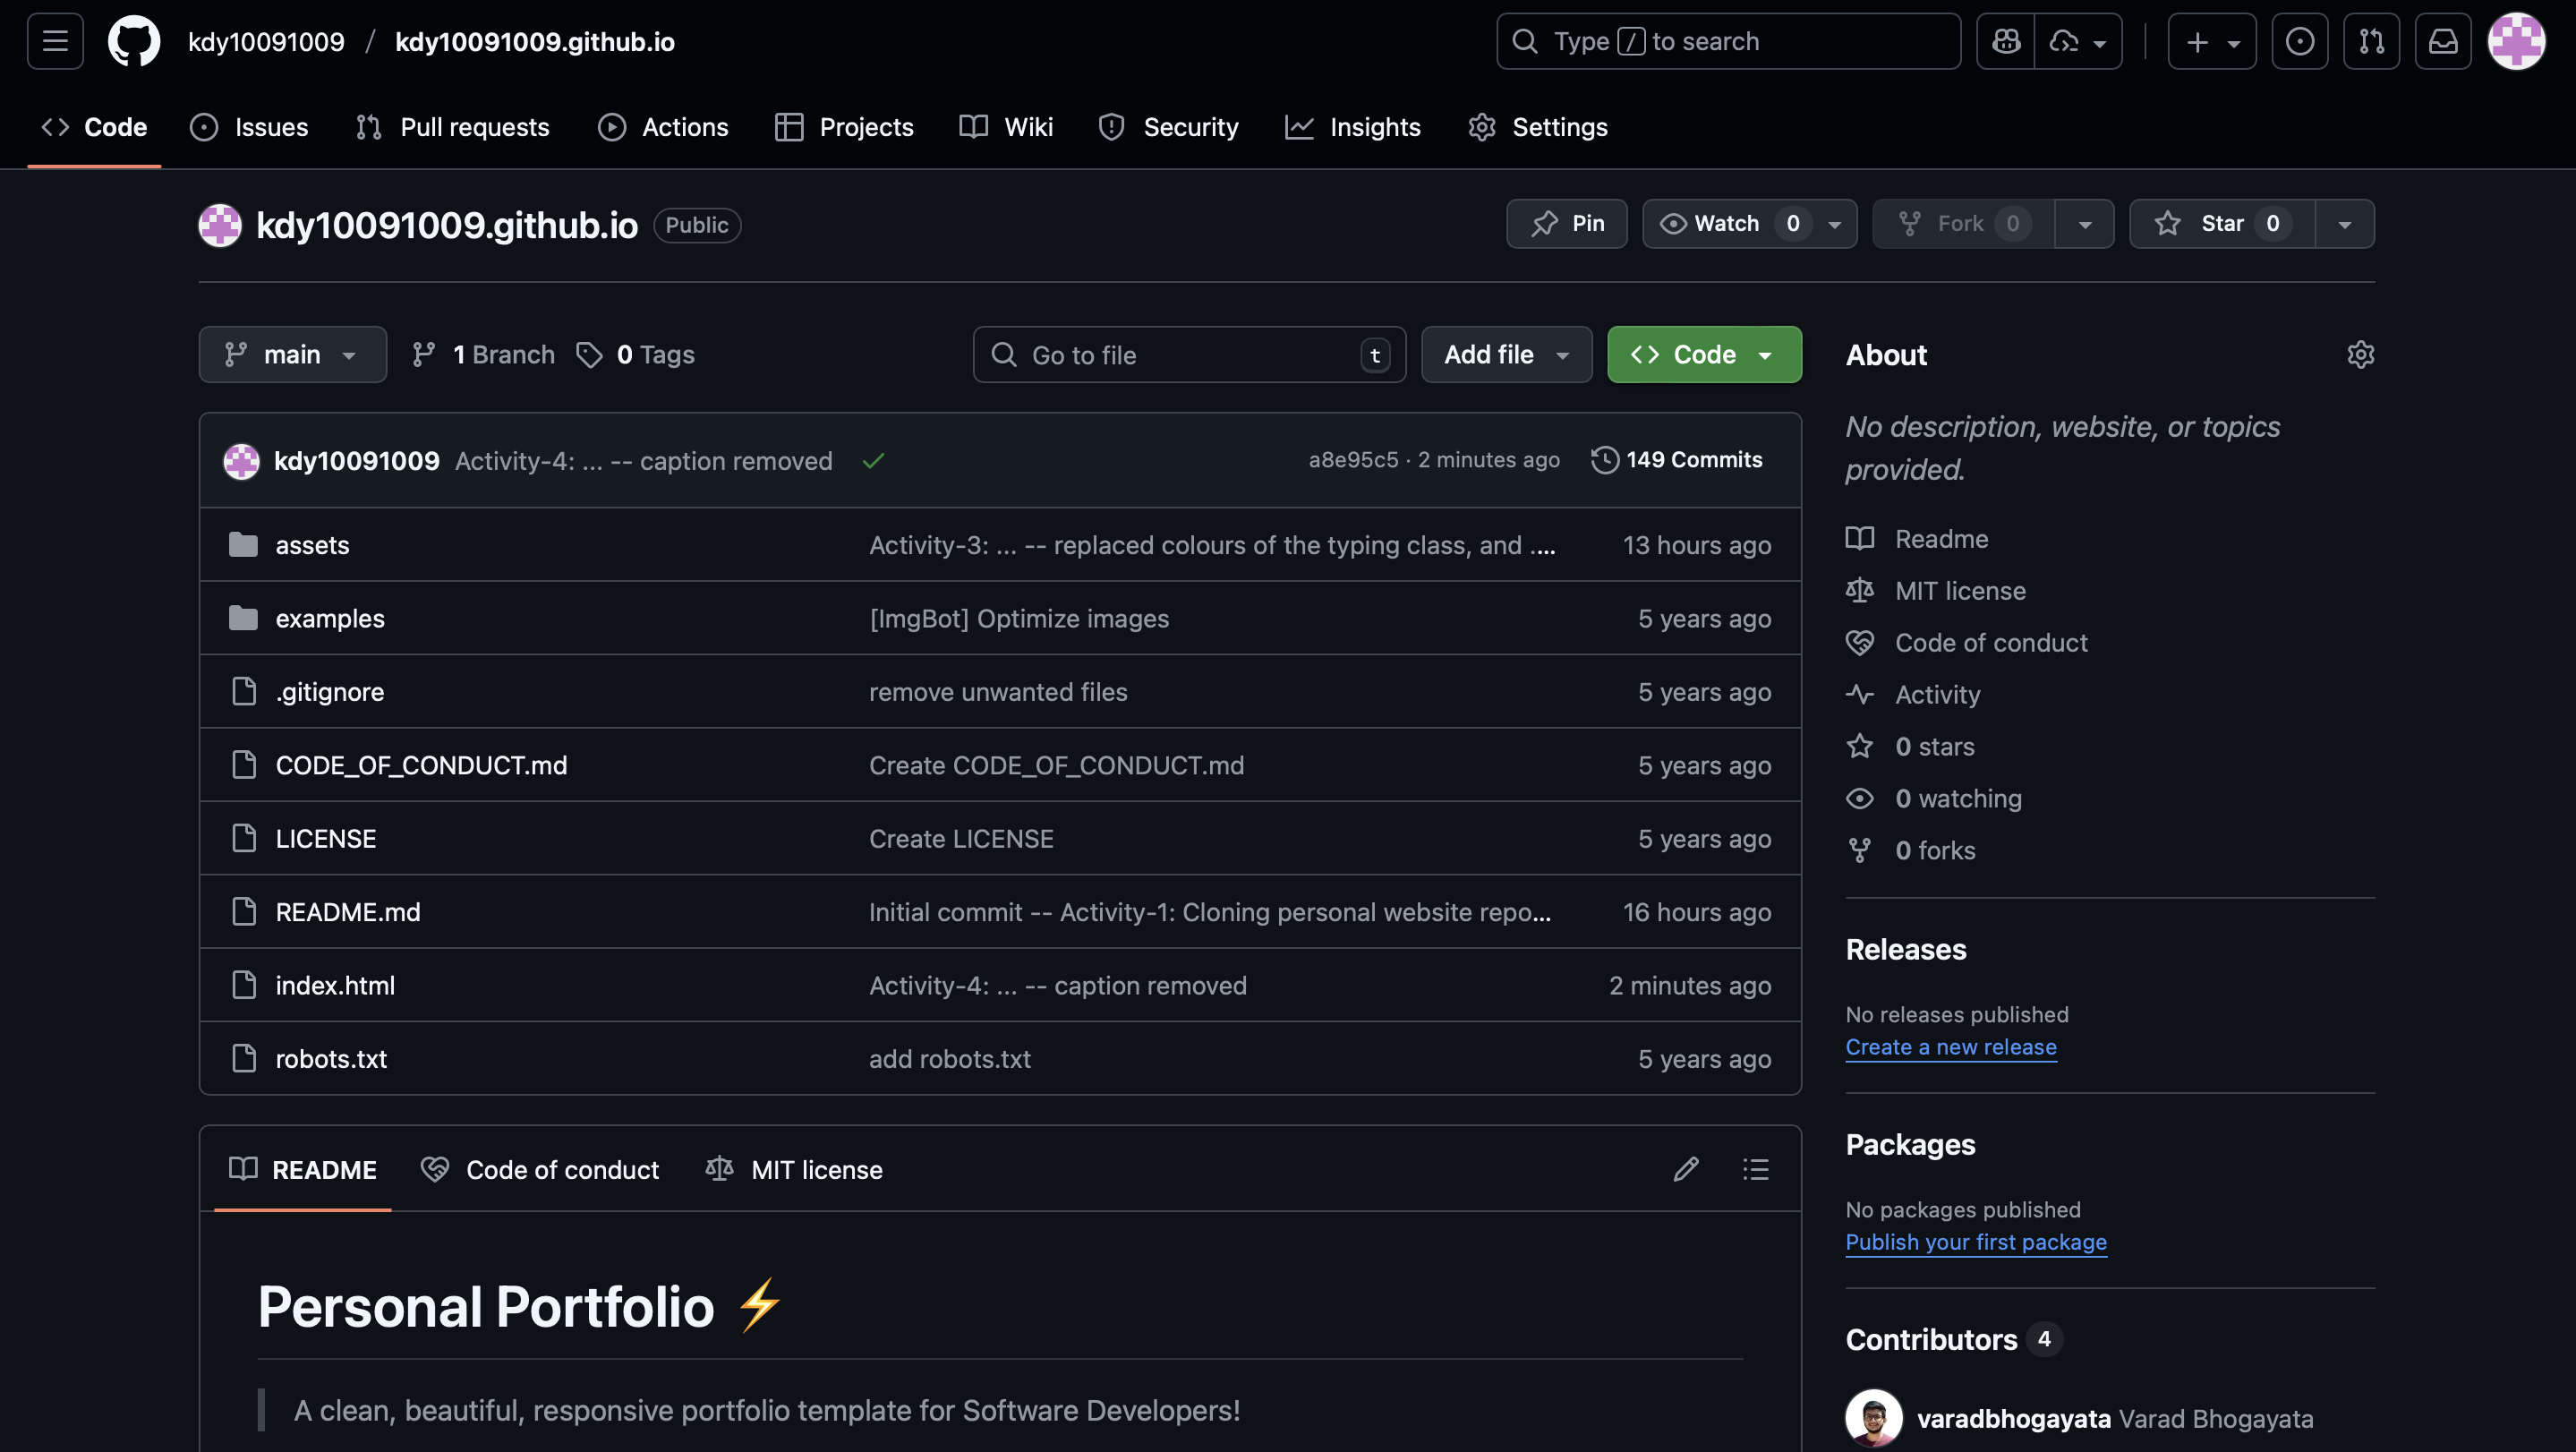 kdy10091009 / kdy10091009.github.io
Type / to search
Code Issues Pull requests Actions Projects Wiki Security Insights Settings
kdy10091009.github.io Public
Pin Watch 0 Fork 0 Star 0
main 1 Branch 0 Tags
Go to file t Add file Code
kdy10091009 Activity-4: ... -- caption removed a8e95c5 · 2 minutes ago 149 Commits
assets Activity-3: ... -- replaced colours of the typing class, and .... 13 hours ago
examples [ImgBot] Optimize images 5 years ago
.gitignore remove unwanted files 5 years ago
CODE_OF_CONDUCT.md Create CODE_OF_CONDUCT.md 5 years ago
LICENSE Create LICENSE 5 years ago
README.md Initial commit -- Activity-1: Cloning personal website repo... 16 hours ago
index.html Activity-4: ... -- caption removed 2 minutes ago
robots.txt add robots.txt 5 years ago
README Code of conduct MIT license
Personal Portfolio ⚡
A clean, beautiful, responsive portfolio template for Software Developers!
About
No description, website, or topics
provided.
Readme
MIT license
Code of conduct
Activity
0 stars
0 watching
0 forks
Releases
No releases published
Create a new release
Packages
No packages published
Publish your first package
Contributors 4
varadbhogayata Varad Bhogayata